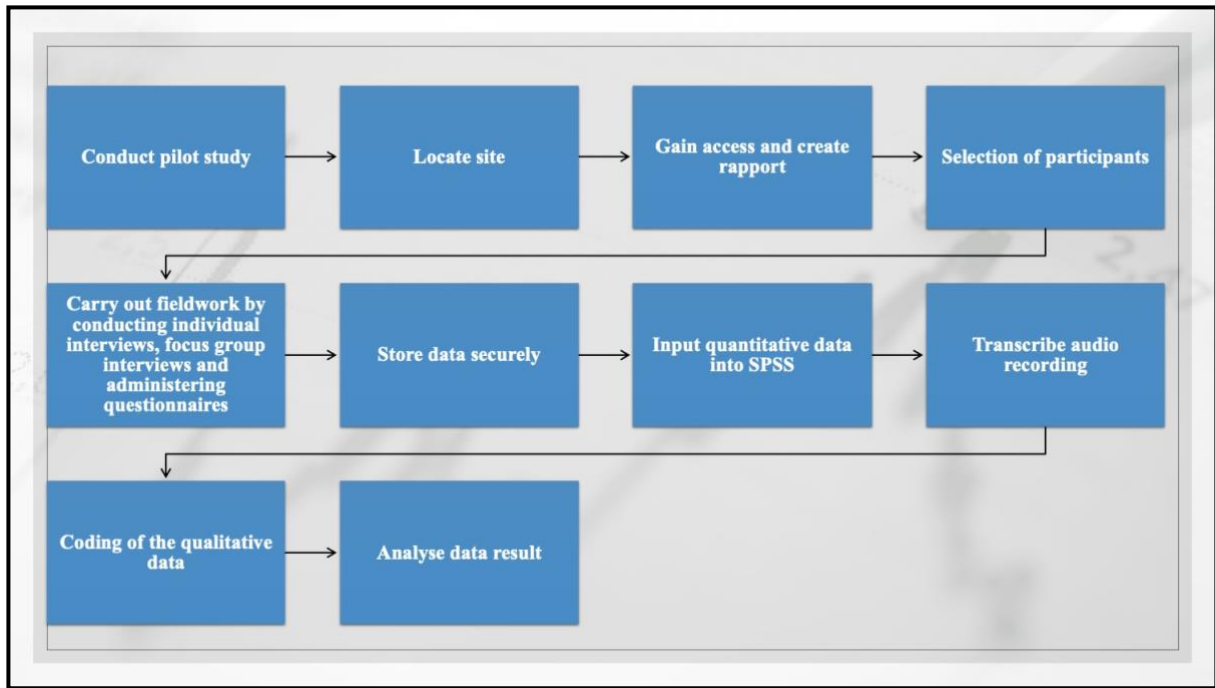 Conduct pilot study
Locate site
Gain access and create
rapport
Selection of participants
Carry out fieldwork by
conducting individual
interviews, focus group
interviews and
administering
questionnaires
Store data securely
Input quantitative data
into SPSS
Transcribe audio
recording
Coding of the qualitative
data
Analyse data result